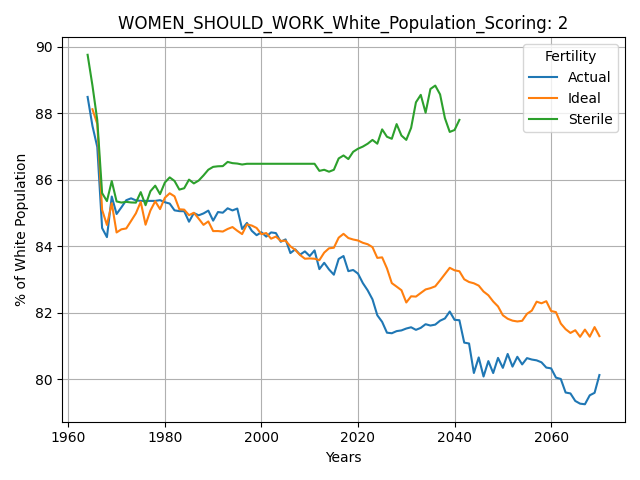 WOMEN_SHOULD_WORK_White_Population_Scoring: 2
% of White Population
90
88
86
84
82
80
Fertility
Actual
Ideal
Sterile
1960
1980
2000
2020
2040
2060
Years